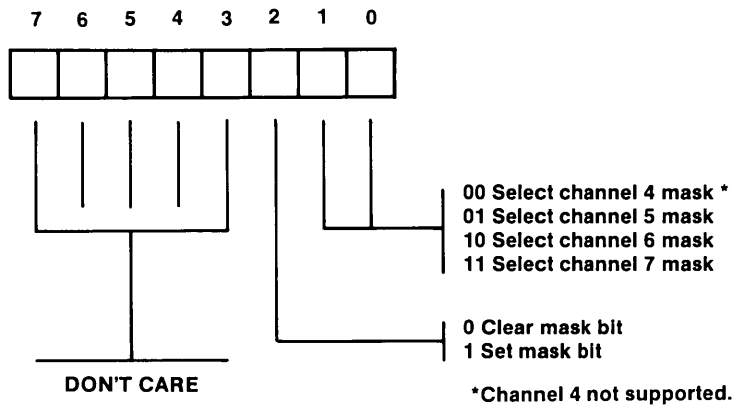 7 6 5 4 3 2 1 0
00 Select channel 4 mask *
01 Select channel 5 mask
10 Select channel 6 mask
11 Select channel 7 mask
0 Clear mask bit
1 Set mask bit
DON'T CARE
*Channel 4 not supported.